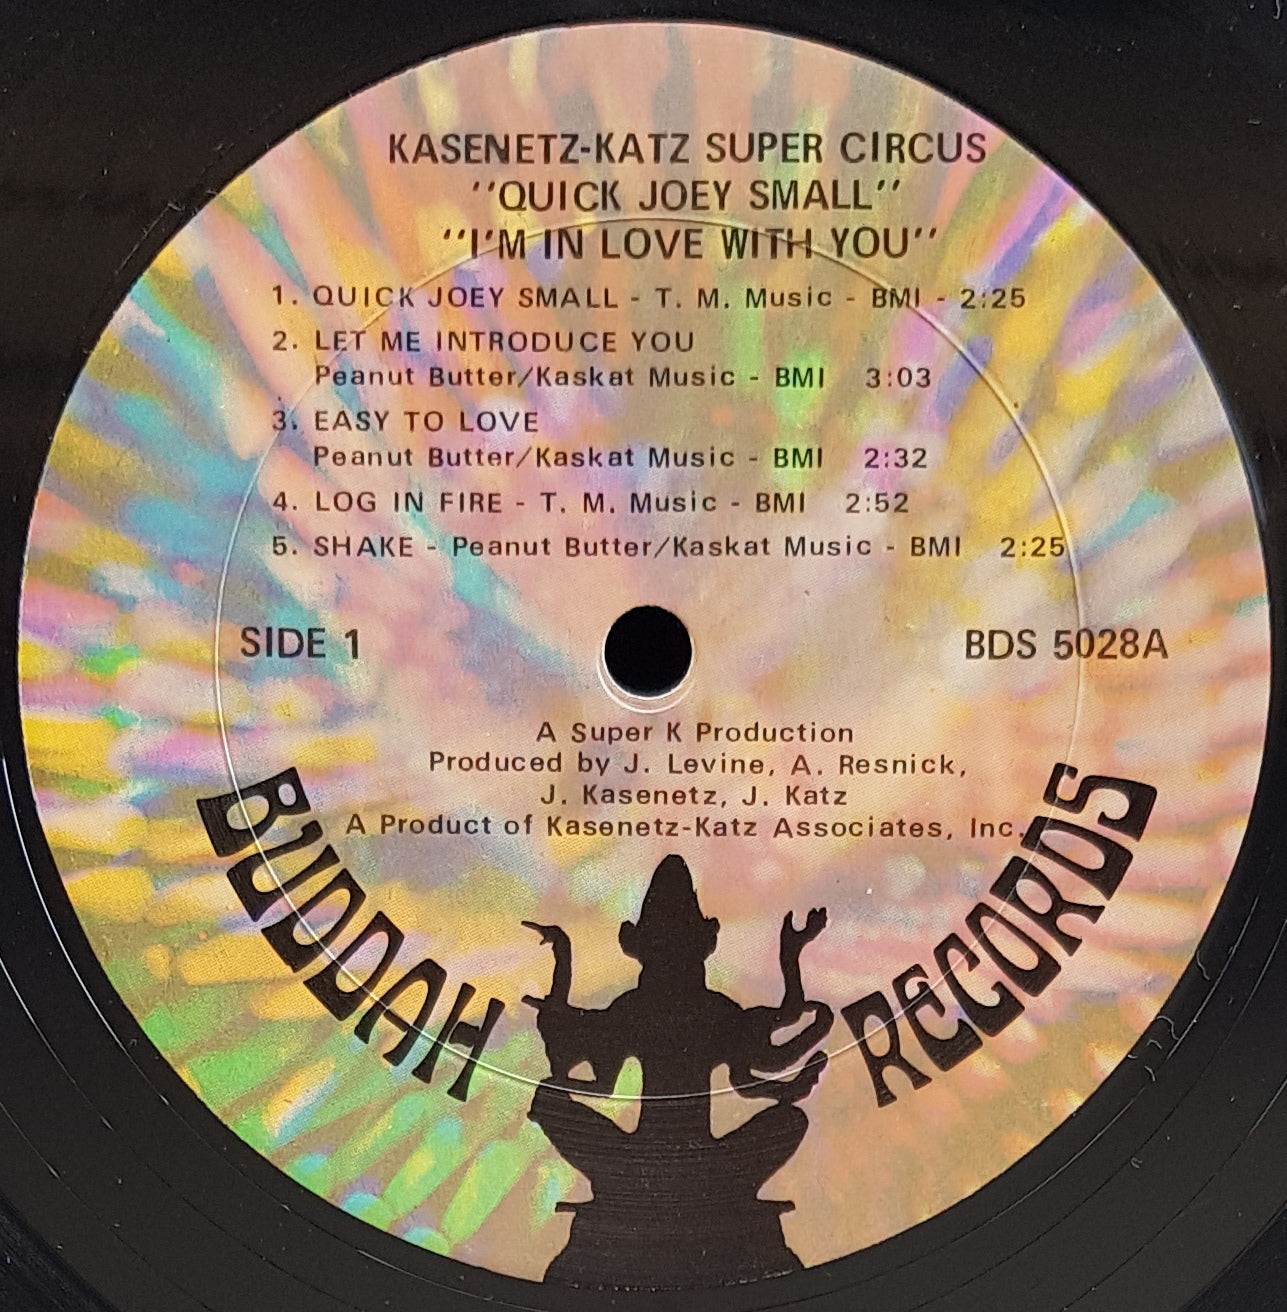 KASENETZ-KATZ SUPER CIRCUS
''QUICK JOEY SMALL''
''I'M IN LOVE WITH YOU''
1. QUICK JOEY SMALL - T. M. Music - BMI - 2:25
2. LET ME INTRODUCE YOU
Peanut Butter/Kaskat Music - BMI 3:03
3. EASY TO LOVE
Peanut Butter/Kaskat Music - BMI 2:32
4. LOG IN FIRE - T. M. Music - BMI 2:52
5. SHAKE - Peanut Butter/Kaskat Music - BMI 2:25
SIDE 1
BDS 5028A
A Super K Production
Produced by J. Levine, A. Resnick,
J. Kasenetz, J. Katz
A Product of Kasenetz-Katz Associates, Inc.
BUDDAH RECORDS